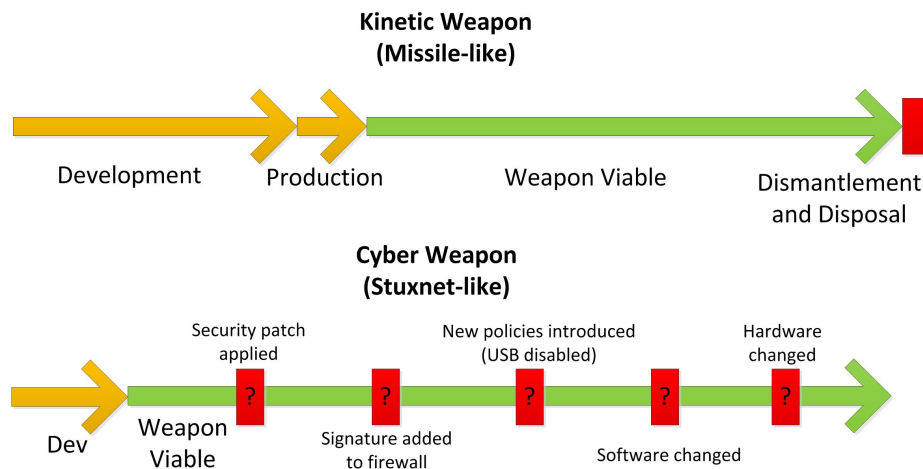 Kinetic Weapon
(Missile-like)
Development
Production
Weapon Viable
Dismantlement
and Disposal
Cyber Weapon
(Stuxnet-like)
Security patch
applied
New policies introduced
(USB disabled)
Hardware
changed
?
?
?
?
?
Dev
Weapon
Viable
Signature added
to firewall
Software changed